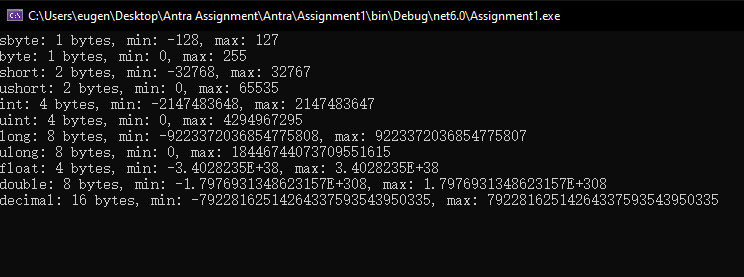 C:\Users\eugen\Desktop\Antra Assignment\Antra\Assignment1\bin\Debug\net6.0\Assignment1.exe
sbyte: 1 bytes, min: -128, max: 127
byte: 1 bytes, min: 0, max: 255
short: 2 bytes, min: -32768, max: 32767
ushort: 2 bytes, min: 0, max: 65535
int: 4 bytes, min: -2147483648, max: 2147483647
uint: 4 bytes, min: 0, max: 4294967295
long: 8 bytes, min: -9223372036854775808, max: 9223372036854775807
ulong: 8 bytes, min: 0, max: 18446744073709551615
float: 4 bytes, min: -3.4028235E+38, max: 3.4028235E+38
double: 8 bytes, min: -1.7976931348623157E+308, max: 1.7976931348623157E+308
decimal: 16 bytes, min: -79228162514264337593543950335, max: 79228162514264337593543950335